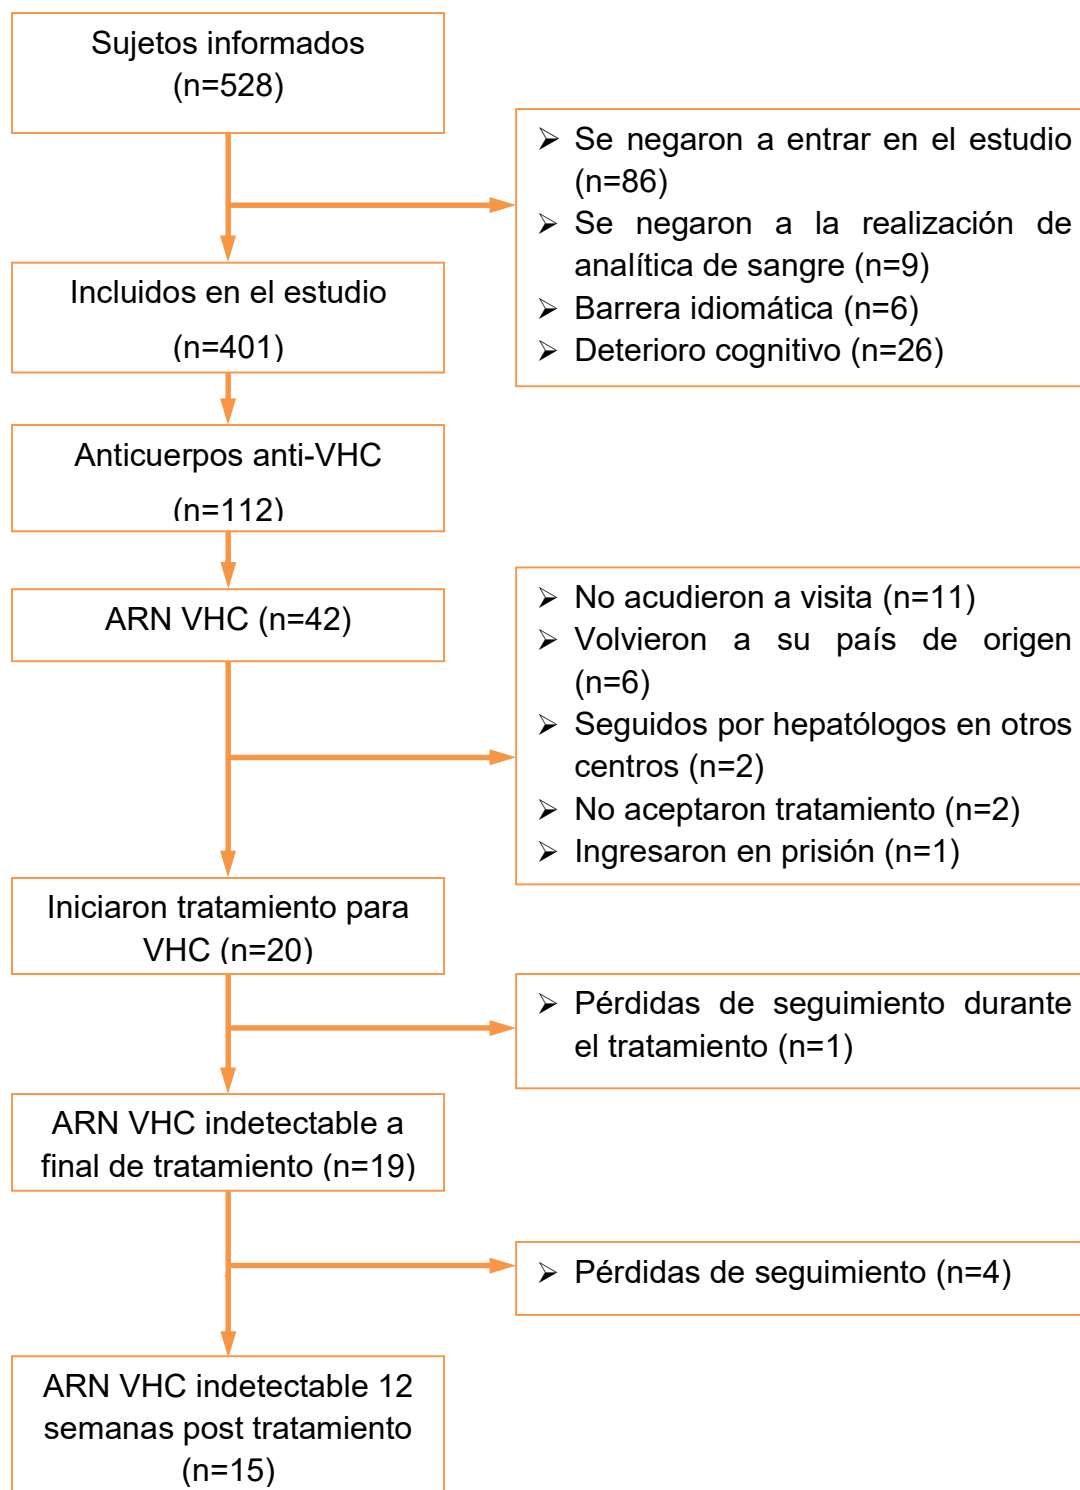 Sujetos informados
(n=528)
➢ Se negaron a entrar en el estudio
(n=86)
➢ Se negaron a la realización de
analítica de sangre (n=9)
➢ Barrera idiomática (n=6)
➢ Deterioro cognitivo (n=26)
Incluidos en el estudio
(n=401)
Anticuerpos anti-VHC
(n=112)
ARN VHC (n=42)
➢ No acudieron a visita (n=11)
➢ Volvieron a su país de origen
(n=6)
➢ Seguidos por hepatólogos en otros
centros (n=2)
➢ No aceptaron tratamiento (n=2)
➢ Ingresaron en prisión (n=1)
Iniciaron tratamiento para
VHC (n=20)
➢ Pérdidas de seguimiento durante
el tratamiento (n=1)
ARN VHC indetectable a
final de tratamiento (n=19)
➢ Pérdidas de seguimiento (n=4)
ARN VHC indetectable 12
semanas post tratamiento
(n=15)